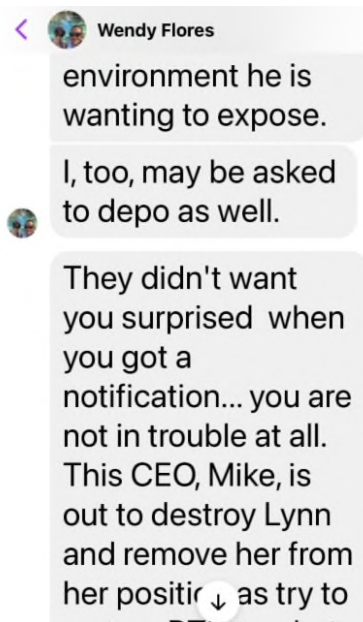 Wendy Flores
environment he is
wanting to expose.
I, too, may be asked
to depo as well.
They didn't want
you surprised when
you got a
notification... you are
not in trouble at all.
This CEO, Mike, is
out to destroy Lynn
and remove her from
her as try to